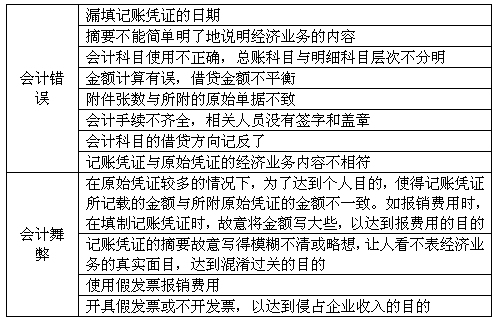 会计错
误
漏填记账凭证的日期
摘要不能简单明了地说明经济业务的内容
会计科目使用不正确，总账科目与明细科目层次不分明
金额计算有误，借贷金额不平衡
附件张数与所附的原始单据不致
会计手续不齐全，相关人员没有签字和盖章
会计科目的借贷方向记反了
记账凭证与原始凭证的经济业务内容不相符
会计舞
弊
在原始凭证较多的情况下，为了达到个人目的，使得记账凭证
所记载的金额与所附原始凭证的金额不一致。如报销费用时，
在填制记账凭证时，故意将金额写大些，以达到报费用的目的
记账凭证的摘要故意写得模糊不清或略想，让人看不表经济业
务的真实面目，达到混淆过关的目的
使用假发票报销费用
开具假发票或不开发票，以达到侵占企业收入的目的